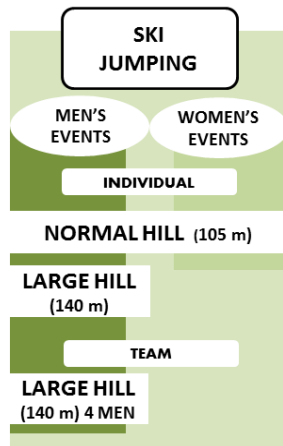 SKI
JUMPING
MEN'S
EVENTS
WOMEN'S
EVENTS
INDIVIDUAL
NORMAL HILL (105 m)
LARGE HILL
(140 m)
TEAM
LARGE HILL
(140 m) 4 MEN